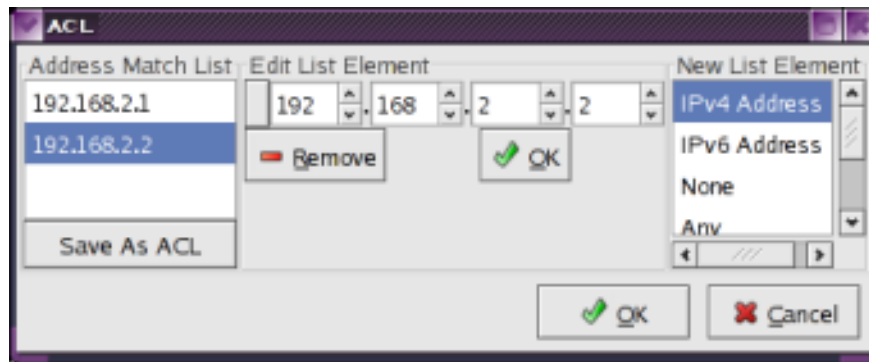 ACL
Address Match List
192.168.2.1
192.168.2.2
Save As ACL
Edit List Element
192 . 168 . 2 . 2
Remove
OK
New List Element
IPv4 Address
IPv6 Address
None
Any
OK
Cancel